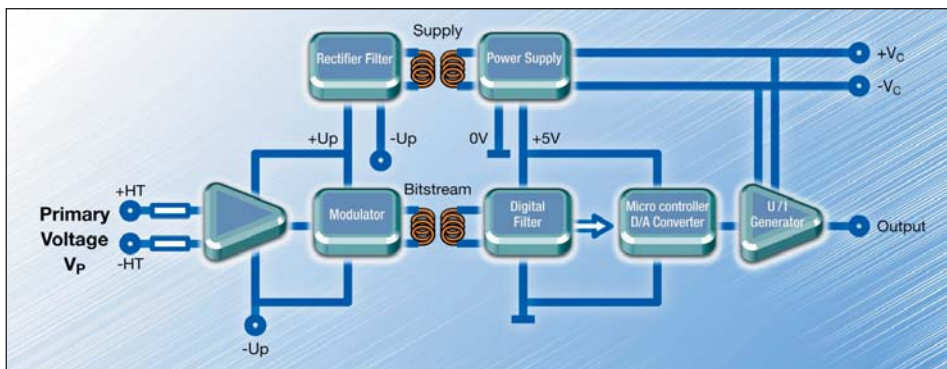 Supply
Rectifier Filter
Power Supply
+VC
-VC
+Up
-Up
0V
+5V
+HT
Primary
Voltage
VP
-HT
Modulator
Bitstream
Digital
Filter
Micro controller
D/A Converter
U / I
Generator
Output
-Up